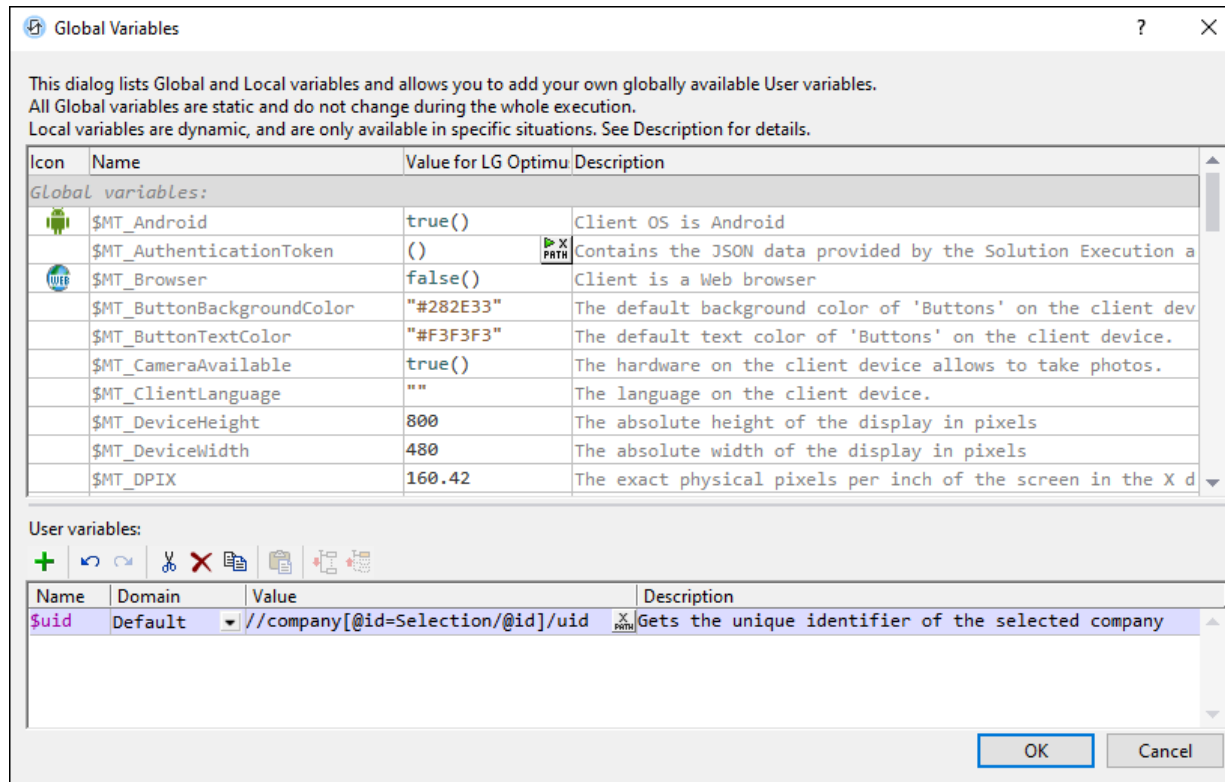 Global Variables ?
This dialog lists Global and Local variables and allows you to add your own globally available User variables.
All Global variables are static and do not change during the whole execution.
Local variables are dynamic, and are only available in specific situations. See Description for details.
Icon Name Value for LG Optimu Description
Global variables:
$MT_Android true() Client OS is Android
$MT_AuthenticationToken () X PATH Contains the JSON data provided by the Solution Execution a
WEB $MT_Browser false() Client is a Web browser
$MT_ButtonBackgroundColor "#282E33" The default background color of 'Buttons' on the client dev
$MT_ButtonTextColor "#F3F3F3" The default text color of 'Buttons' on the client device.
$MT_CameraAvailable true() The hardware on the client device allows to take photos.
$MT_ClientLanguage "" The language on the client device.
$MT_DeviceHeight 800 The absolute height of the display in pixels
$MT_DeviceWidth 480 The absolute width of the display in pixels
$MT_DPIX 160.42 The exact physical pixels per inch of the screen in the X d
User variables:
Name Domain Value Description
$uid Default //company[@id=Selection/@id]/uid X PATH Gets the unique identifier of the selected company
OK Cancel